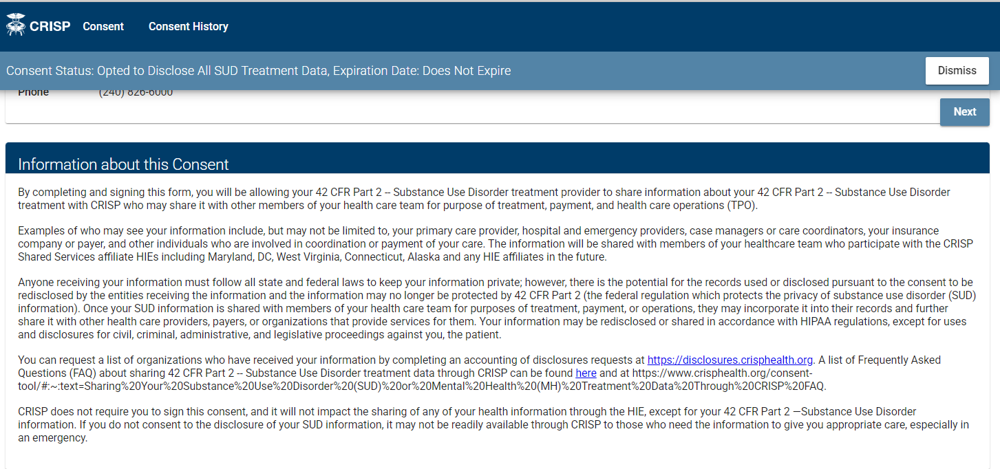 CRISP Consent Consent History
Consent Status: Opted to Disclose All SUD Treatment Data, Expiration Date: Does Not Expire Dismiss
Phone (240) 826-6000
Next
Information about this Consent
By completing and signing this form, you will be allowing your 42 CFR Part 2 -- Substance Use Disorder treatment provider to share information about your 42 CFR Part 2 -- Substance Use Disorder
treatment with CRISP who may share it with other members of your health care team for purpose of treatment, payment, and health care operations (TPO).
Examples of who may see your information include, but may not be limited to, your primary care provider, hospital and emergency providers, case managers or care coordinators, your insurance
company or payer, and other individuals who are involved in coordination or payment of your care. The information will be shared with members of your healthcare team who participate with the CRISP
Shared Services affiliate HIEs including Maryland, DC, West Virginia, Connecticut, Alaska and any HIE affiliates in the future.
Anyone receiving your information must follow all state and federal laws to keep your information private; however, there is the potential for the records used or disclosed pursuant to the consent to be
redisclosed by the entities receiving the information and the information may no longer be protected by 42 CFR Part 2 (the federal regulation which protects the privacy of substance use disorder (SUD)
information). Once your SUD information is shared with members of your health care team for purposes of treatment, payment, or operations, they may incorporate it into their records and further
share it with other health care providers, payers, or organizations that provide services for them. Your information may be redisclosed or shared in accordance with HIPAA regulations, except for uses
and disclosures for civil, criminal, administrative, and legislative proceedings against you, the patient.
You can request a list of organizations who have received your information by completing an accounting of disclosures requests at https://disclosures.crisphealth.org. A list of Frequently Asked
Questions (FAQ) about sharing 42 CFR Part 2 -- Substance Use Disorder treatment data through CRISP can be found here and at https://www.crisphealth.org/consent-
tool/#:~:text=Sharing%20Your%20Substance%20Use%20Disorder%20(SUD)%20or%20Mental%20Health%20(MH)%20Treatment%20Data%20Through%20CRISP%20FAQ.
CRISP does not require you to sign this consent, and it will not impact the sharing of any of your health information through the HIE, except for your 42 CFR Part 2 —Substance Use Disorder
information. If you do not consent to the disclosure of your SUD information, it may not be readily available through CRISP to those who need the information to give you appropriate care, especially in
an emergency.